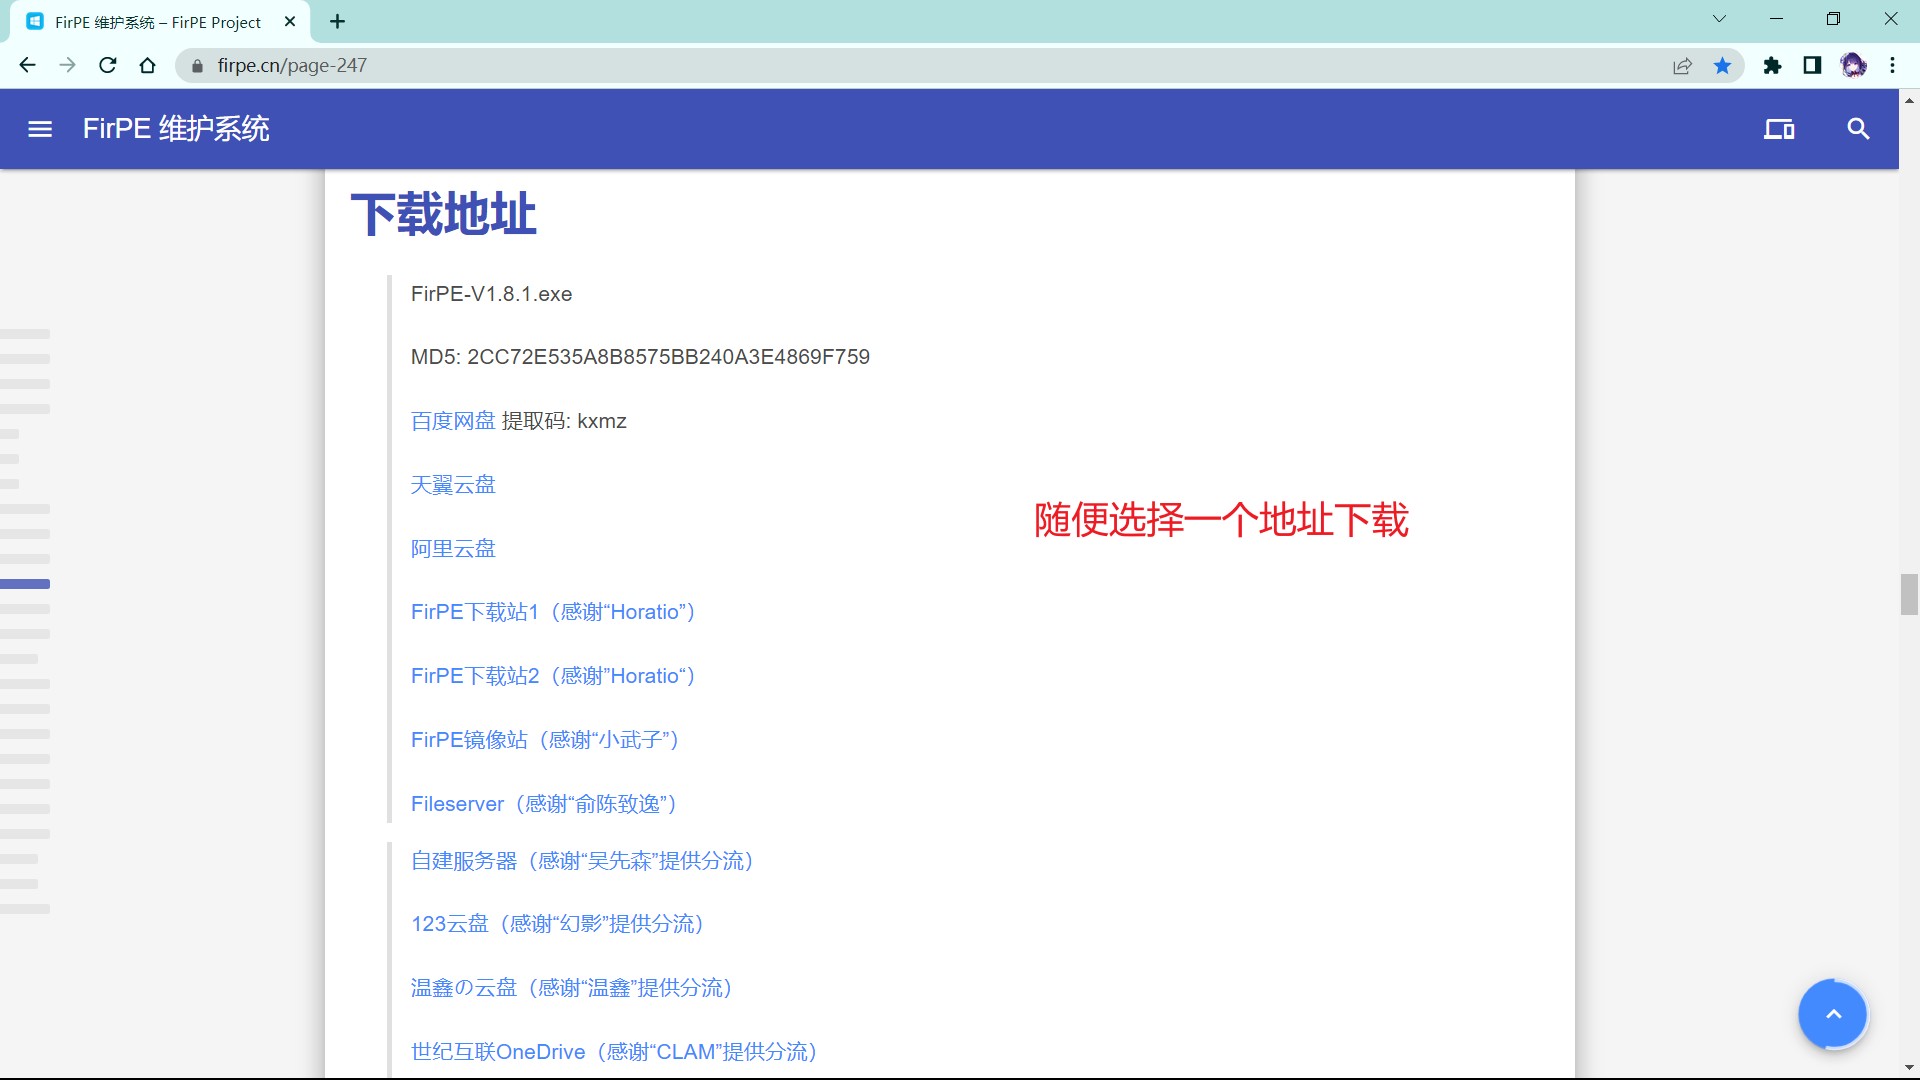 FirPE 维护系统 – FirPE Project
firpe.cn/page-247
FirPE 维护系统
下载地址
FirPE-V1.8.1.exe
MD5: 2CC72E535A8B8575BB240A3E4869F759
百度网盘 提取码: kxmz
天翼云盘
随便选择一个地址下载
阿里云盘
FirPE下载站1（感谢“Horatio”）
FirPE下载站2（感谢”Horatio“）
FirPE镜像站（感谢“小武子”）
Fileserver（感谢“俞陈致逸”）
自建服务器（感谢“吴先森”提供分流）
123云盘（感谢“幻影”提供分流）
温鑫の云盘（感谢“温鑫”提供分流）
世纪互联OneDrive（感谢“CLAM”提供分流）